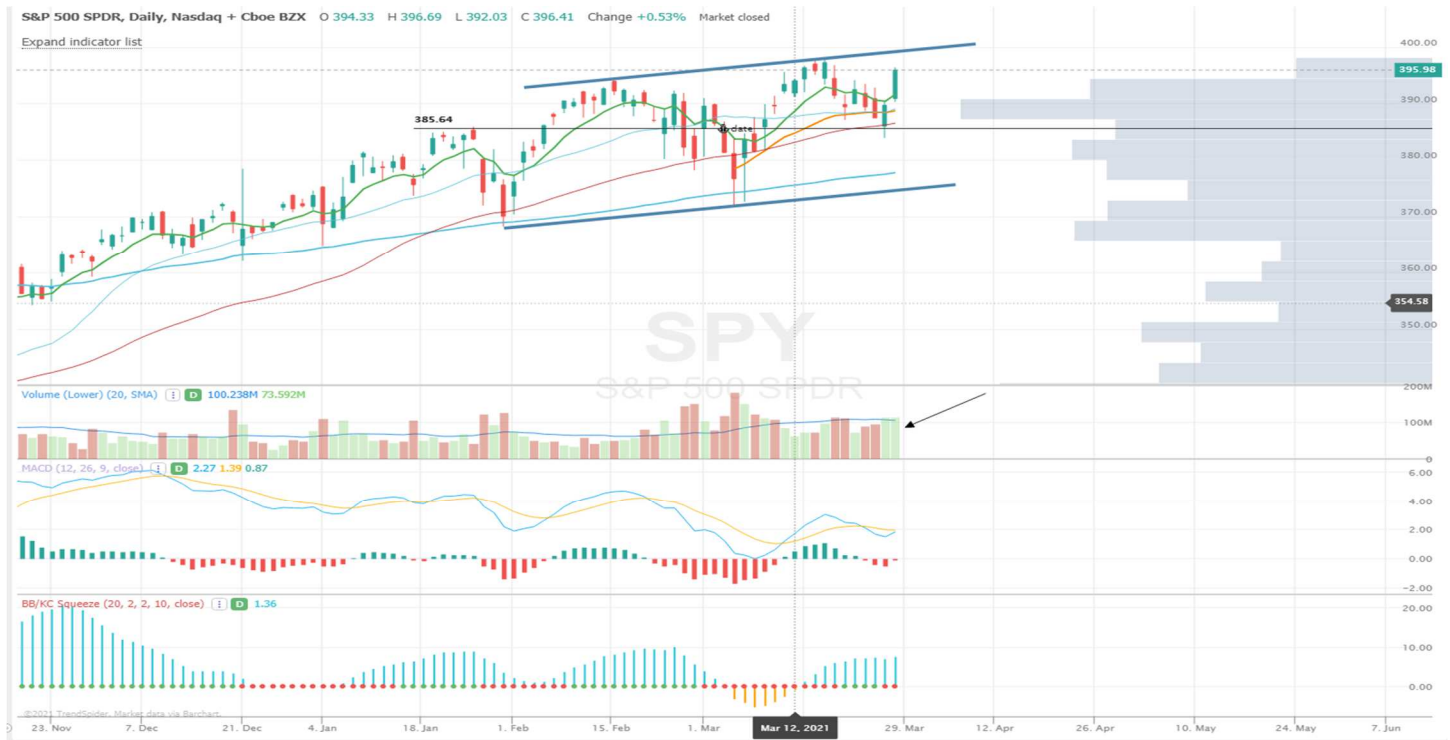 S&P 500 SPDR, Daily, Nasdaq + Cboe BZX O 394.33 H 396.69 L 392.03 C 396.41 Change +0.53% Market closed
Expand indicator list
400.00
395.98
390.00
385.64
date
380.00
370.00
360.00
354.58
350.00
SPY
S&P 500 SPDR
200M
Volume (Lower) (20, SMA) D 100.238M 73.592M
100M
0
MACD (12, 26, 9, close) D 2.27 1.39 0.87
6.00
4.00
2.00
0.00
−2.00
BB/KC Squeeze (20, 2, 2, 10, close) D 1.36
20.00
10.00
0.00
©2021 TrendSpider. Market data via Barchart.
23. Nov 7. Dec 21. Dec 4. Jan 18. Jan 1. Feb 15. Feb 1. Mar Mar 12, 2021 29. Mar 12. Apr 26. Apr 10. May 24. May 7. Jun